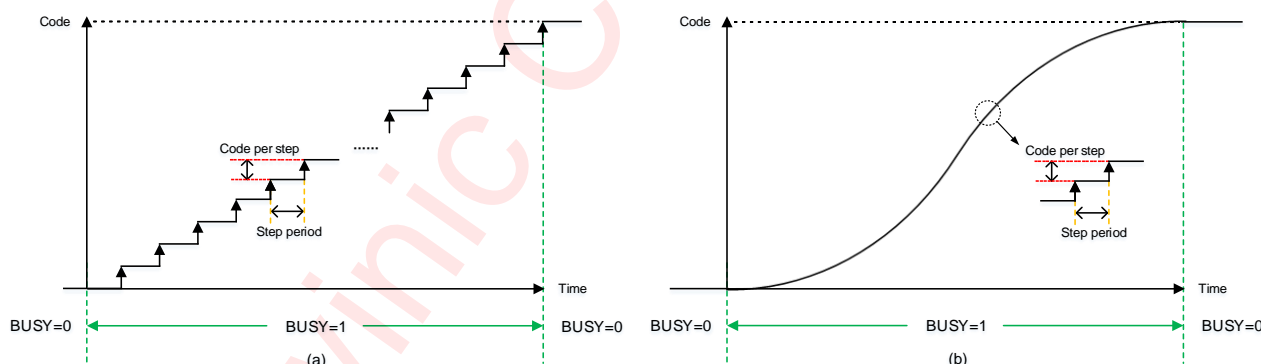 Code
Code per step
......
Step period
Time
BUSY=0
BUSY=1
BUSY=0
(a)
Code
Code per step
Step period
Time
BUSY=0
BUSY=1
BUSY=0
(b)
vinic C